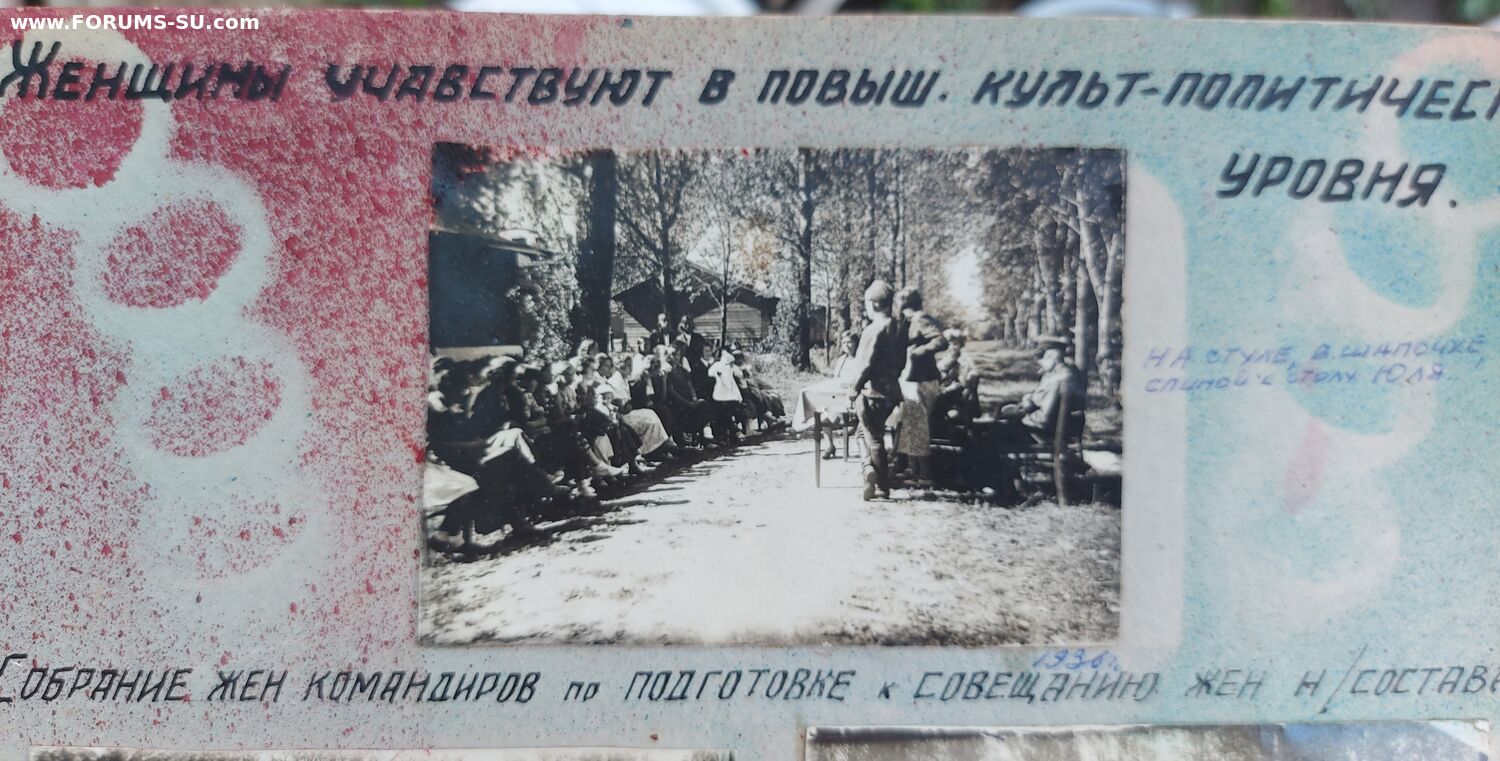 www.FORUMS-SU.com
Женщины учавствуют в повыш. культ-политическ
уровня.
на стуле, в шапочке,
спиной к столу Юля
1936г.
Собрание жен командиров по подготовке к совещанию жен н/состава